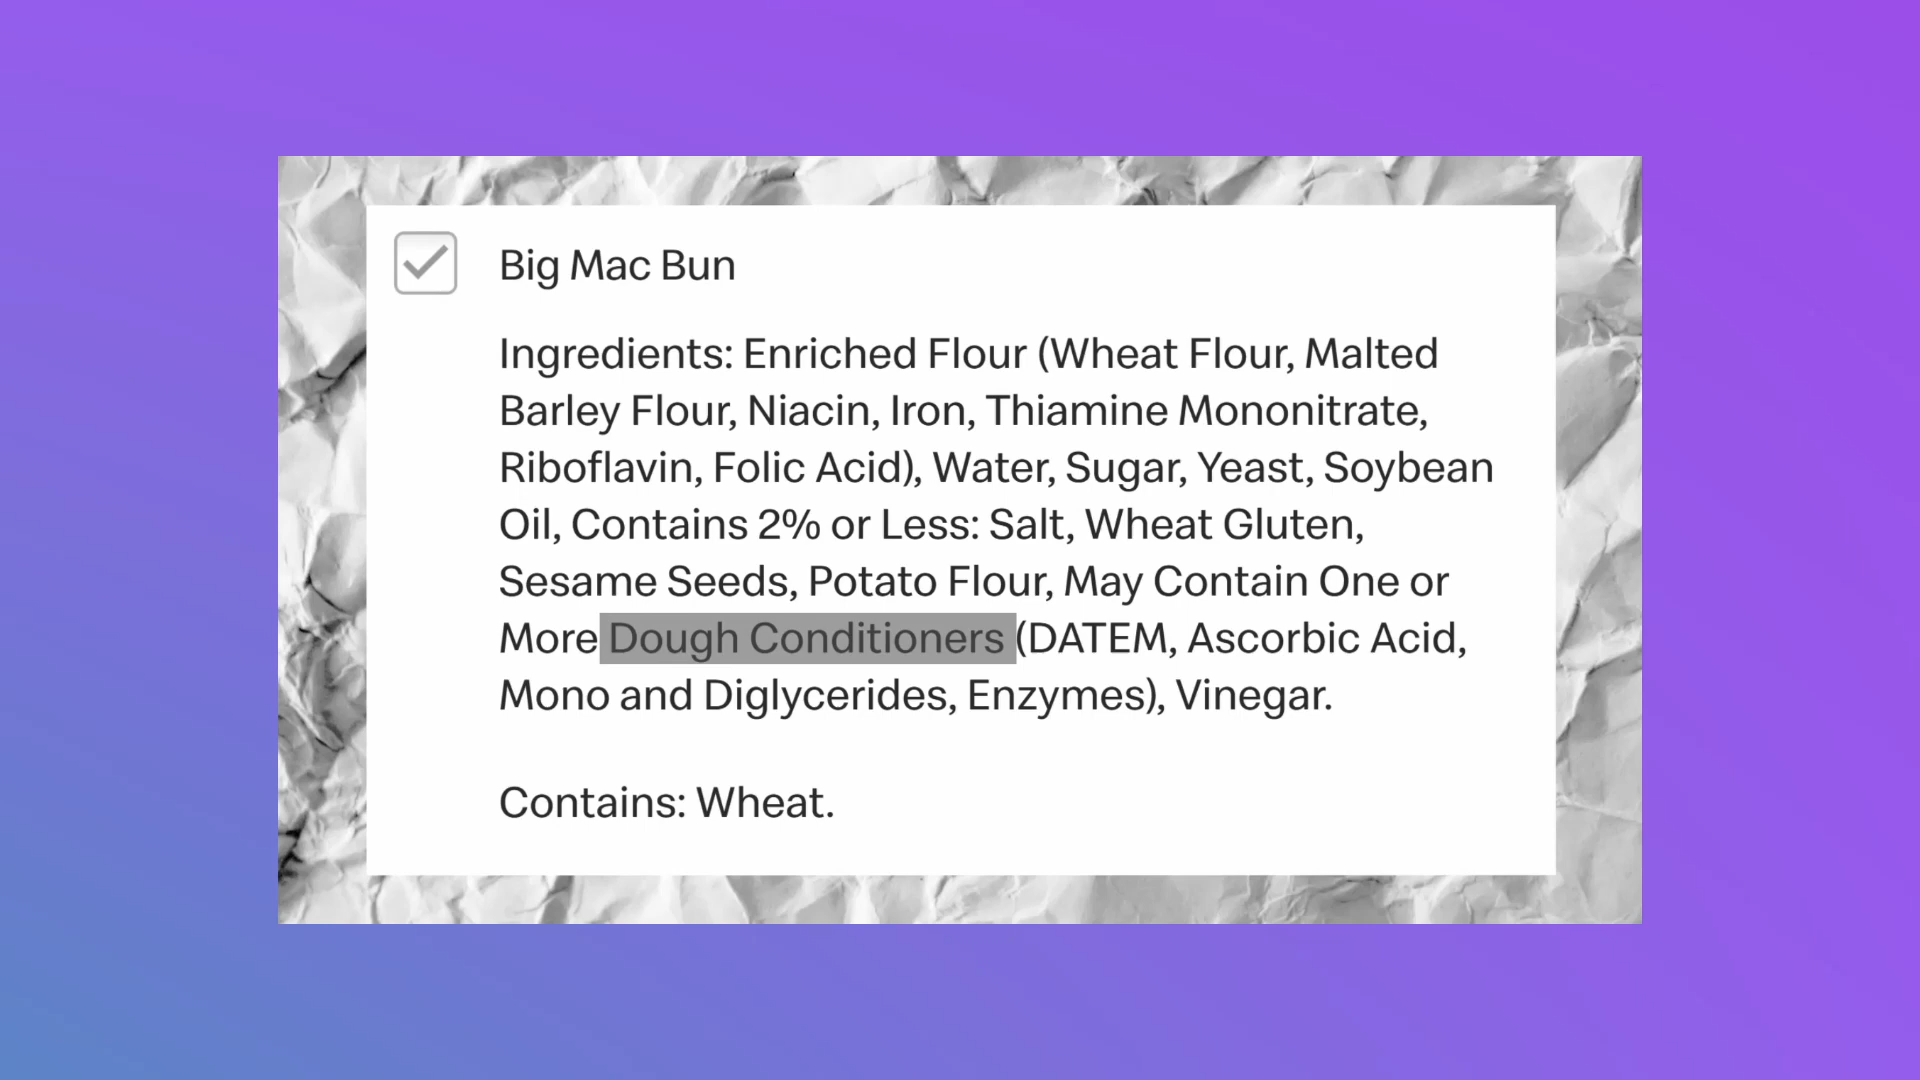 Big Mac Bun
Ingredients: Enriched Flour (Wheat Flour, Malted
Barley Flour, Niacin, Iron, Thiamine Mononitrate,
Riboflavin, Folic Acid), Water, Sugar, Yeast, Soybean
Oil, Contains 2% or Less: Salt, Wheat Gluten,
Sesame Seeds, Potato Flour, May Contain One or
More Dough Conditioners (DATEM, Ascorbic Acid,
Mono and Diglycerides, Enzymes), Vinegar.
Contains: Wheat.